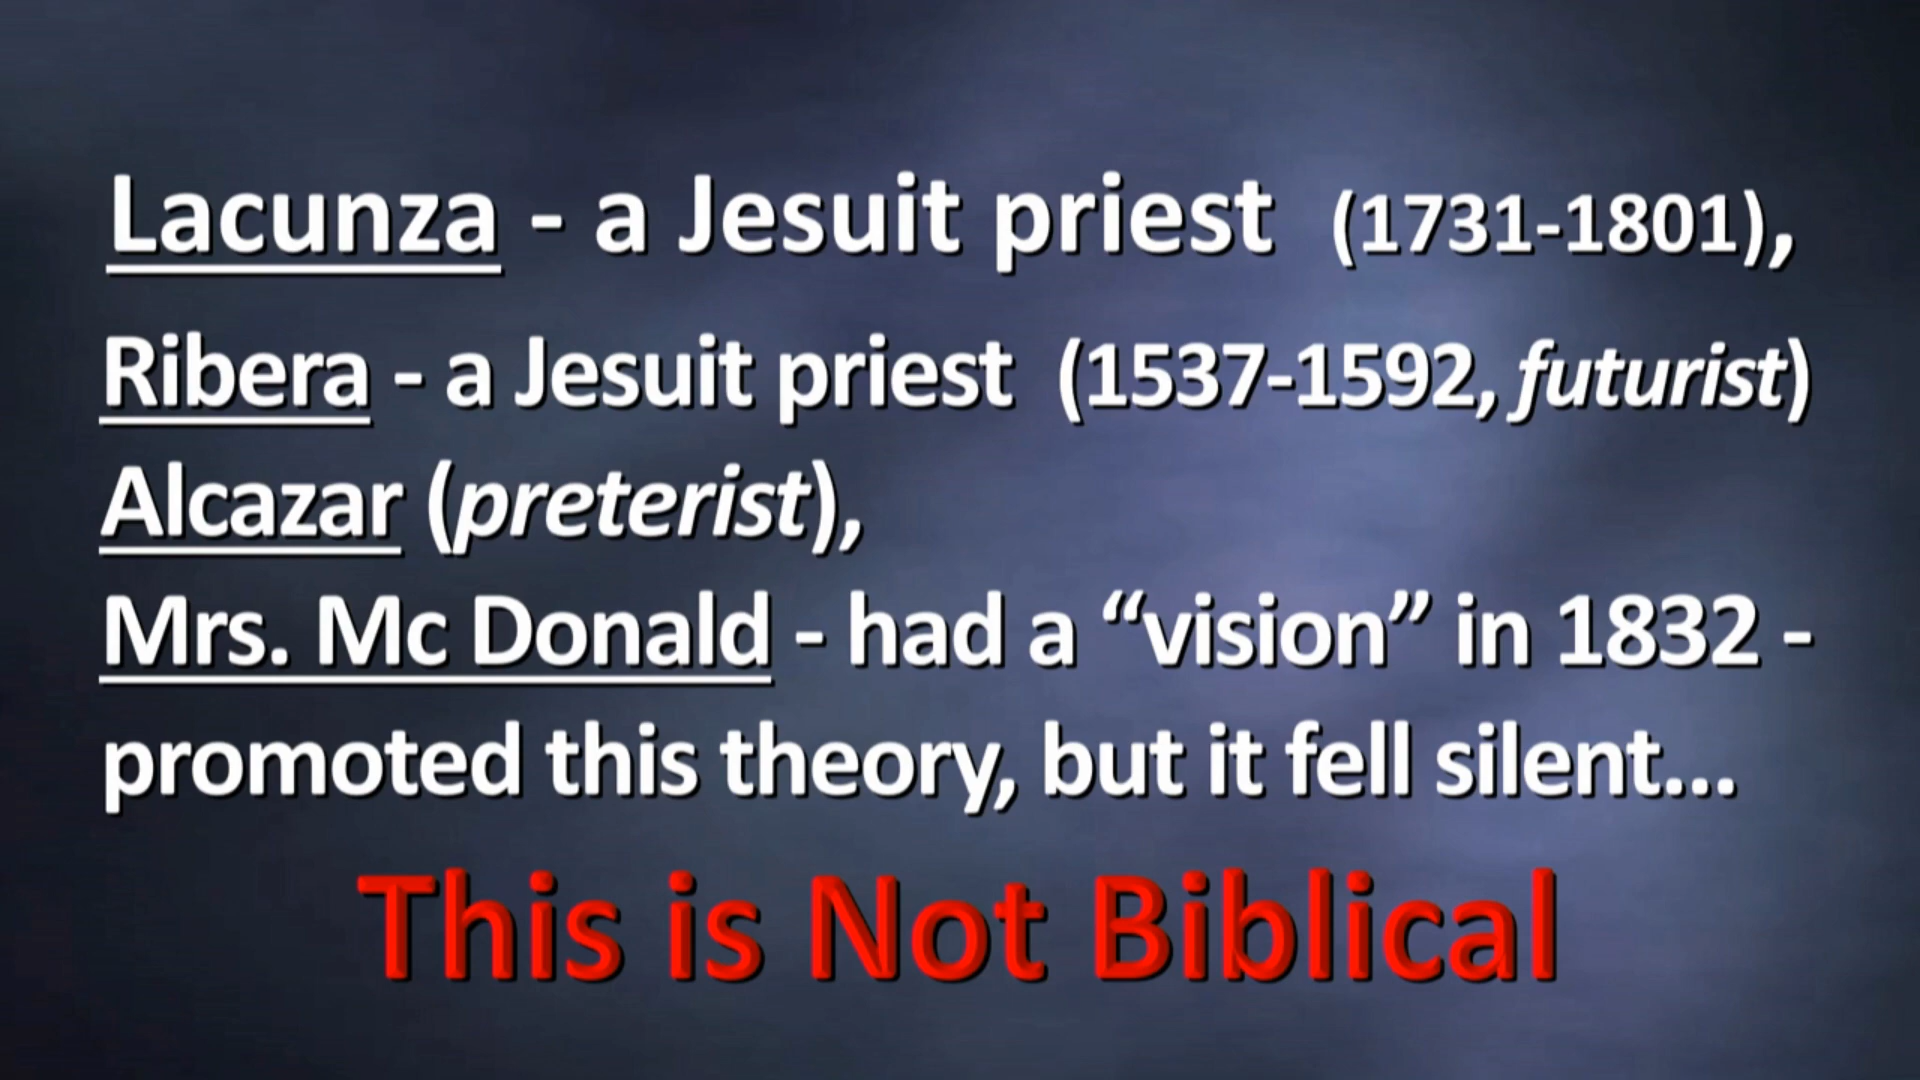 Lacunza - a Jesuit priest (1731-1801),
Ribera - a Jesuit priest (1537-1592, futurist)
Alcazar (preterist),
Mrs. Mc Donald - had a “vision” in 1832 -
promoted this theory, but it fell silent...
This is Not Biblical